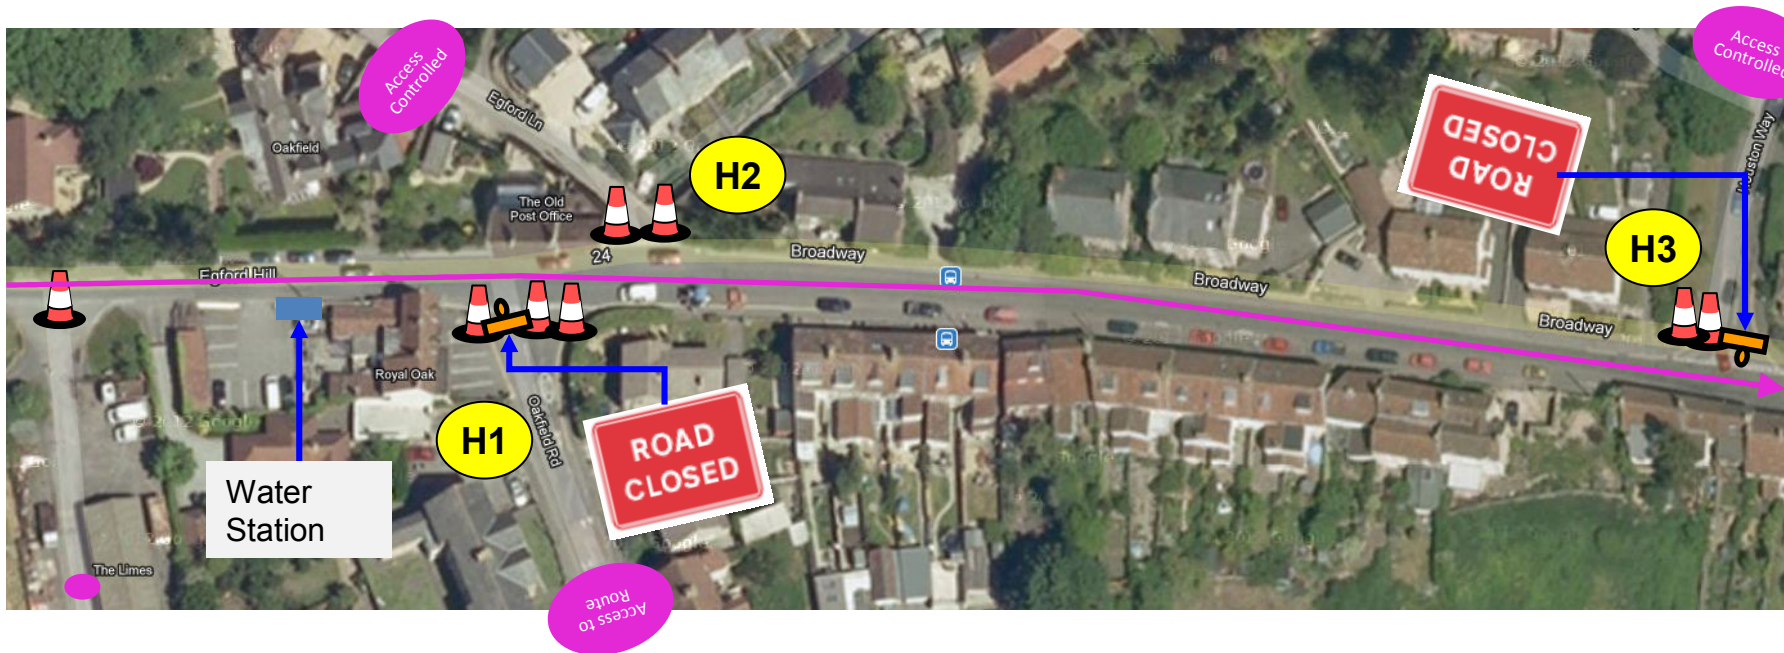 Access
Controlled
Access
Controlled
Egford Ln
Oakfield
H2
ROAD
CLOSED
The Old
Post Office
24
Broadway
Broadway
Broadway
H3
Egford Hill
Royal Oak
H1
Oakfield Rd
ROAD
CLOSED
Water
Station
The Limes
Access to
Route